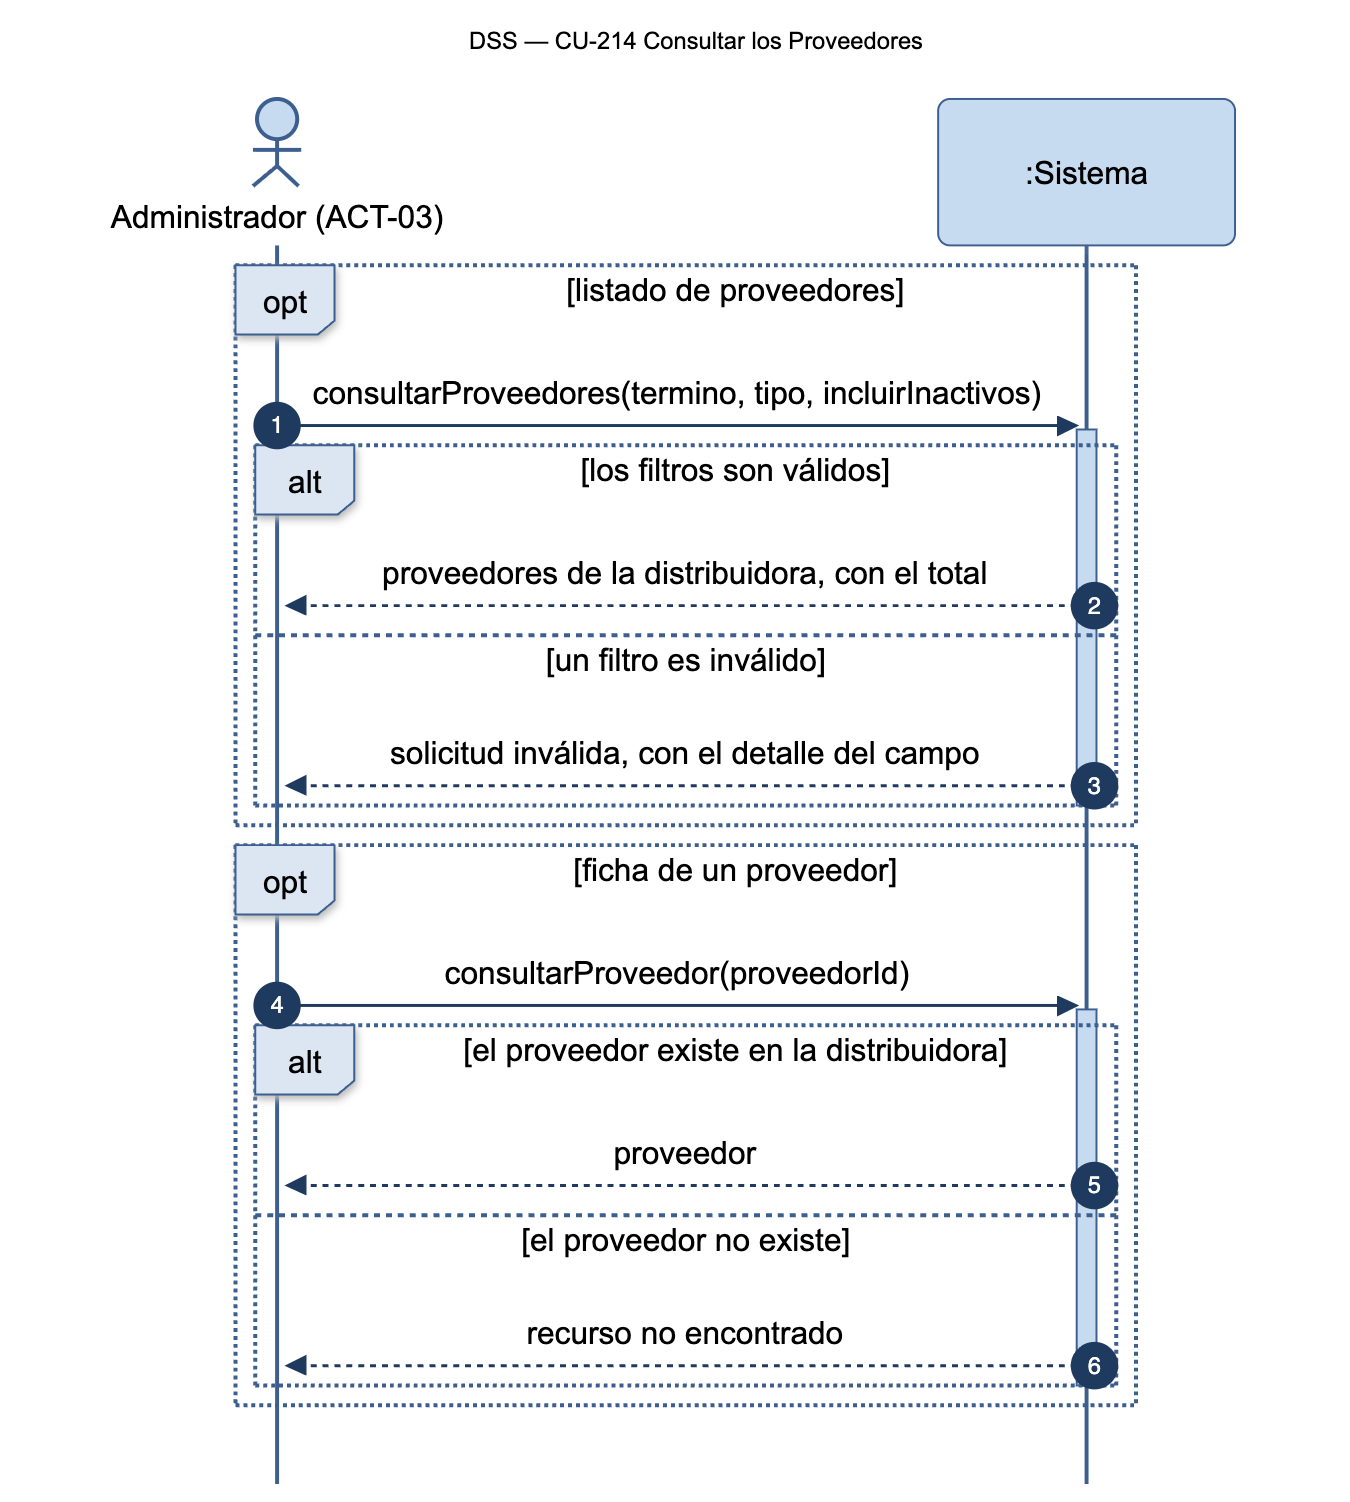 DSS — CU-214 Consultar los Proveedores
Administrador (ACT-03)
:Sistema
opt
[listado de proveedores]
consultarProveedores(termino, tipo, incluirInactivos)
1
alt
[los filtros son válidos]
proveedores de la distribuidora, con el total
2
[un filtro es inválido]
solicitud inválida, con el detalle del campo
3
opt
[ficha de un proveedor]
consultarProveedor(proveedorId)
4
alt
[el proveedor existe en la distribuidora]
proveedor
5
[el proveedor no existe]
recurso no encontrado
6